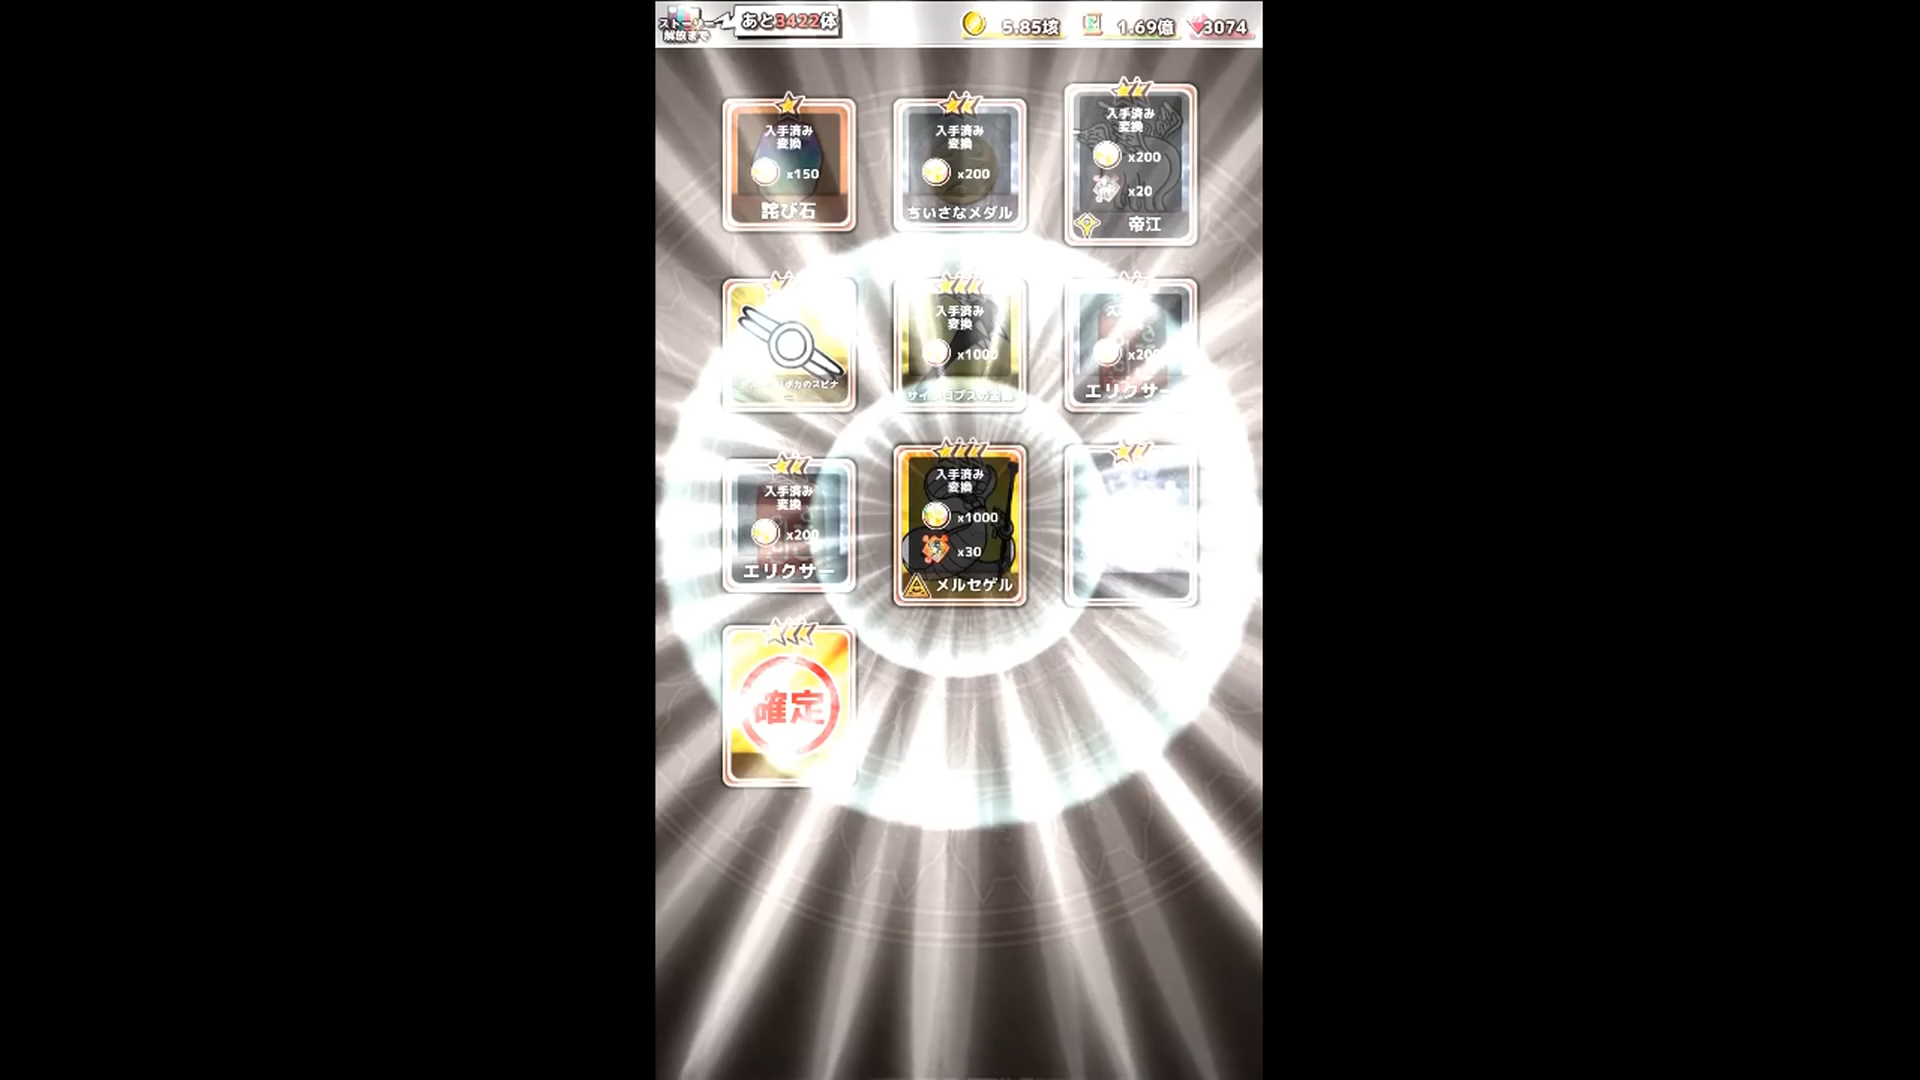 ストーリー
解放まで
あと3422体
5.85垓
1.69億
3074
入手済み
変換
x150
詫び石
入手済み
変換
x200
ちいさなメダル
入手済み
変換
x200
x20
帝江
入手済み
変換
x1000
x200
エリクサー
入手済み
変換
x200
エリクサー
入手済み
変換
x1000
x30
メルセゲル
確定